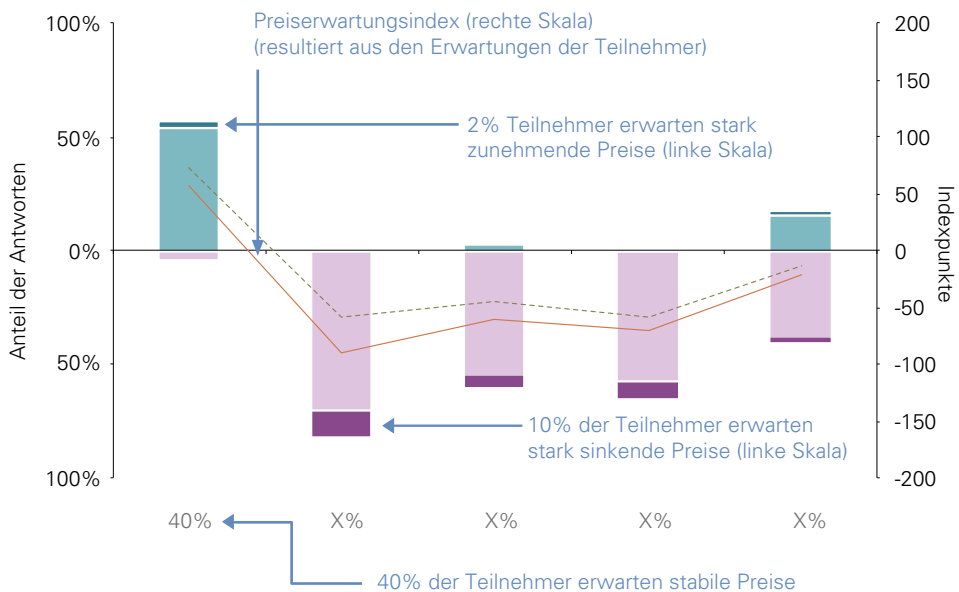 100%
Preiserwartungsindex (rechte Skala)
200
(resultiert aus den Erwartungen der Teilnehmer)
150
2% Teilnehmer erwarten stark
50%
100
zunehmende Preise (linke Skala)
50
0%
0
Anteil der Antworten
Indexpunkte
-50
50%
-100
10% der Teilnehmer erwarten
-150
stark sinkende Preise (linke Skala)
100%
-200
40% X% X% X% X%
40% der Teilnehmer erwarten stabile Preise